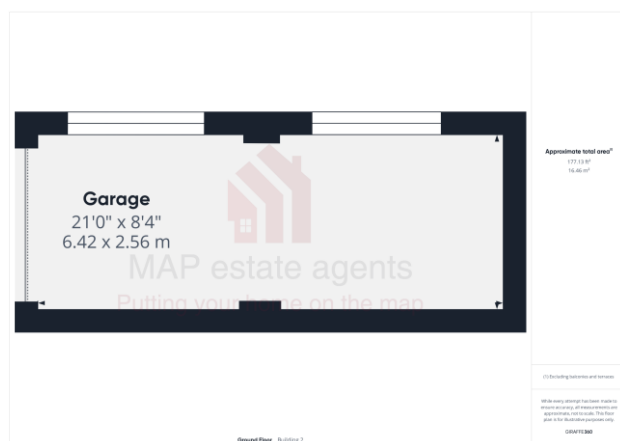 Garage
21'0" x 8'4"
6.42 x 2.56 m
MAP estate agents
Putting your home on the map
Ground Floor Building 2
Approximate total area⁽¹⁾
177.13 ft²
16.46 m²
(1) Excluding balconies and terraces
While every attempt has been made to
ensure accuracy, all measurements are
approximate, not to scale. This floor
plan is for illustrative purposes only.
GIRAFFE360